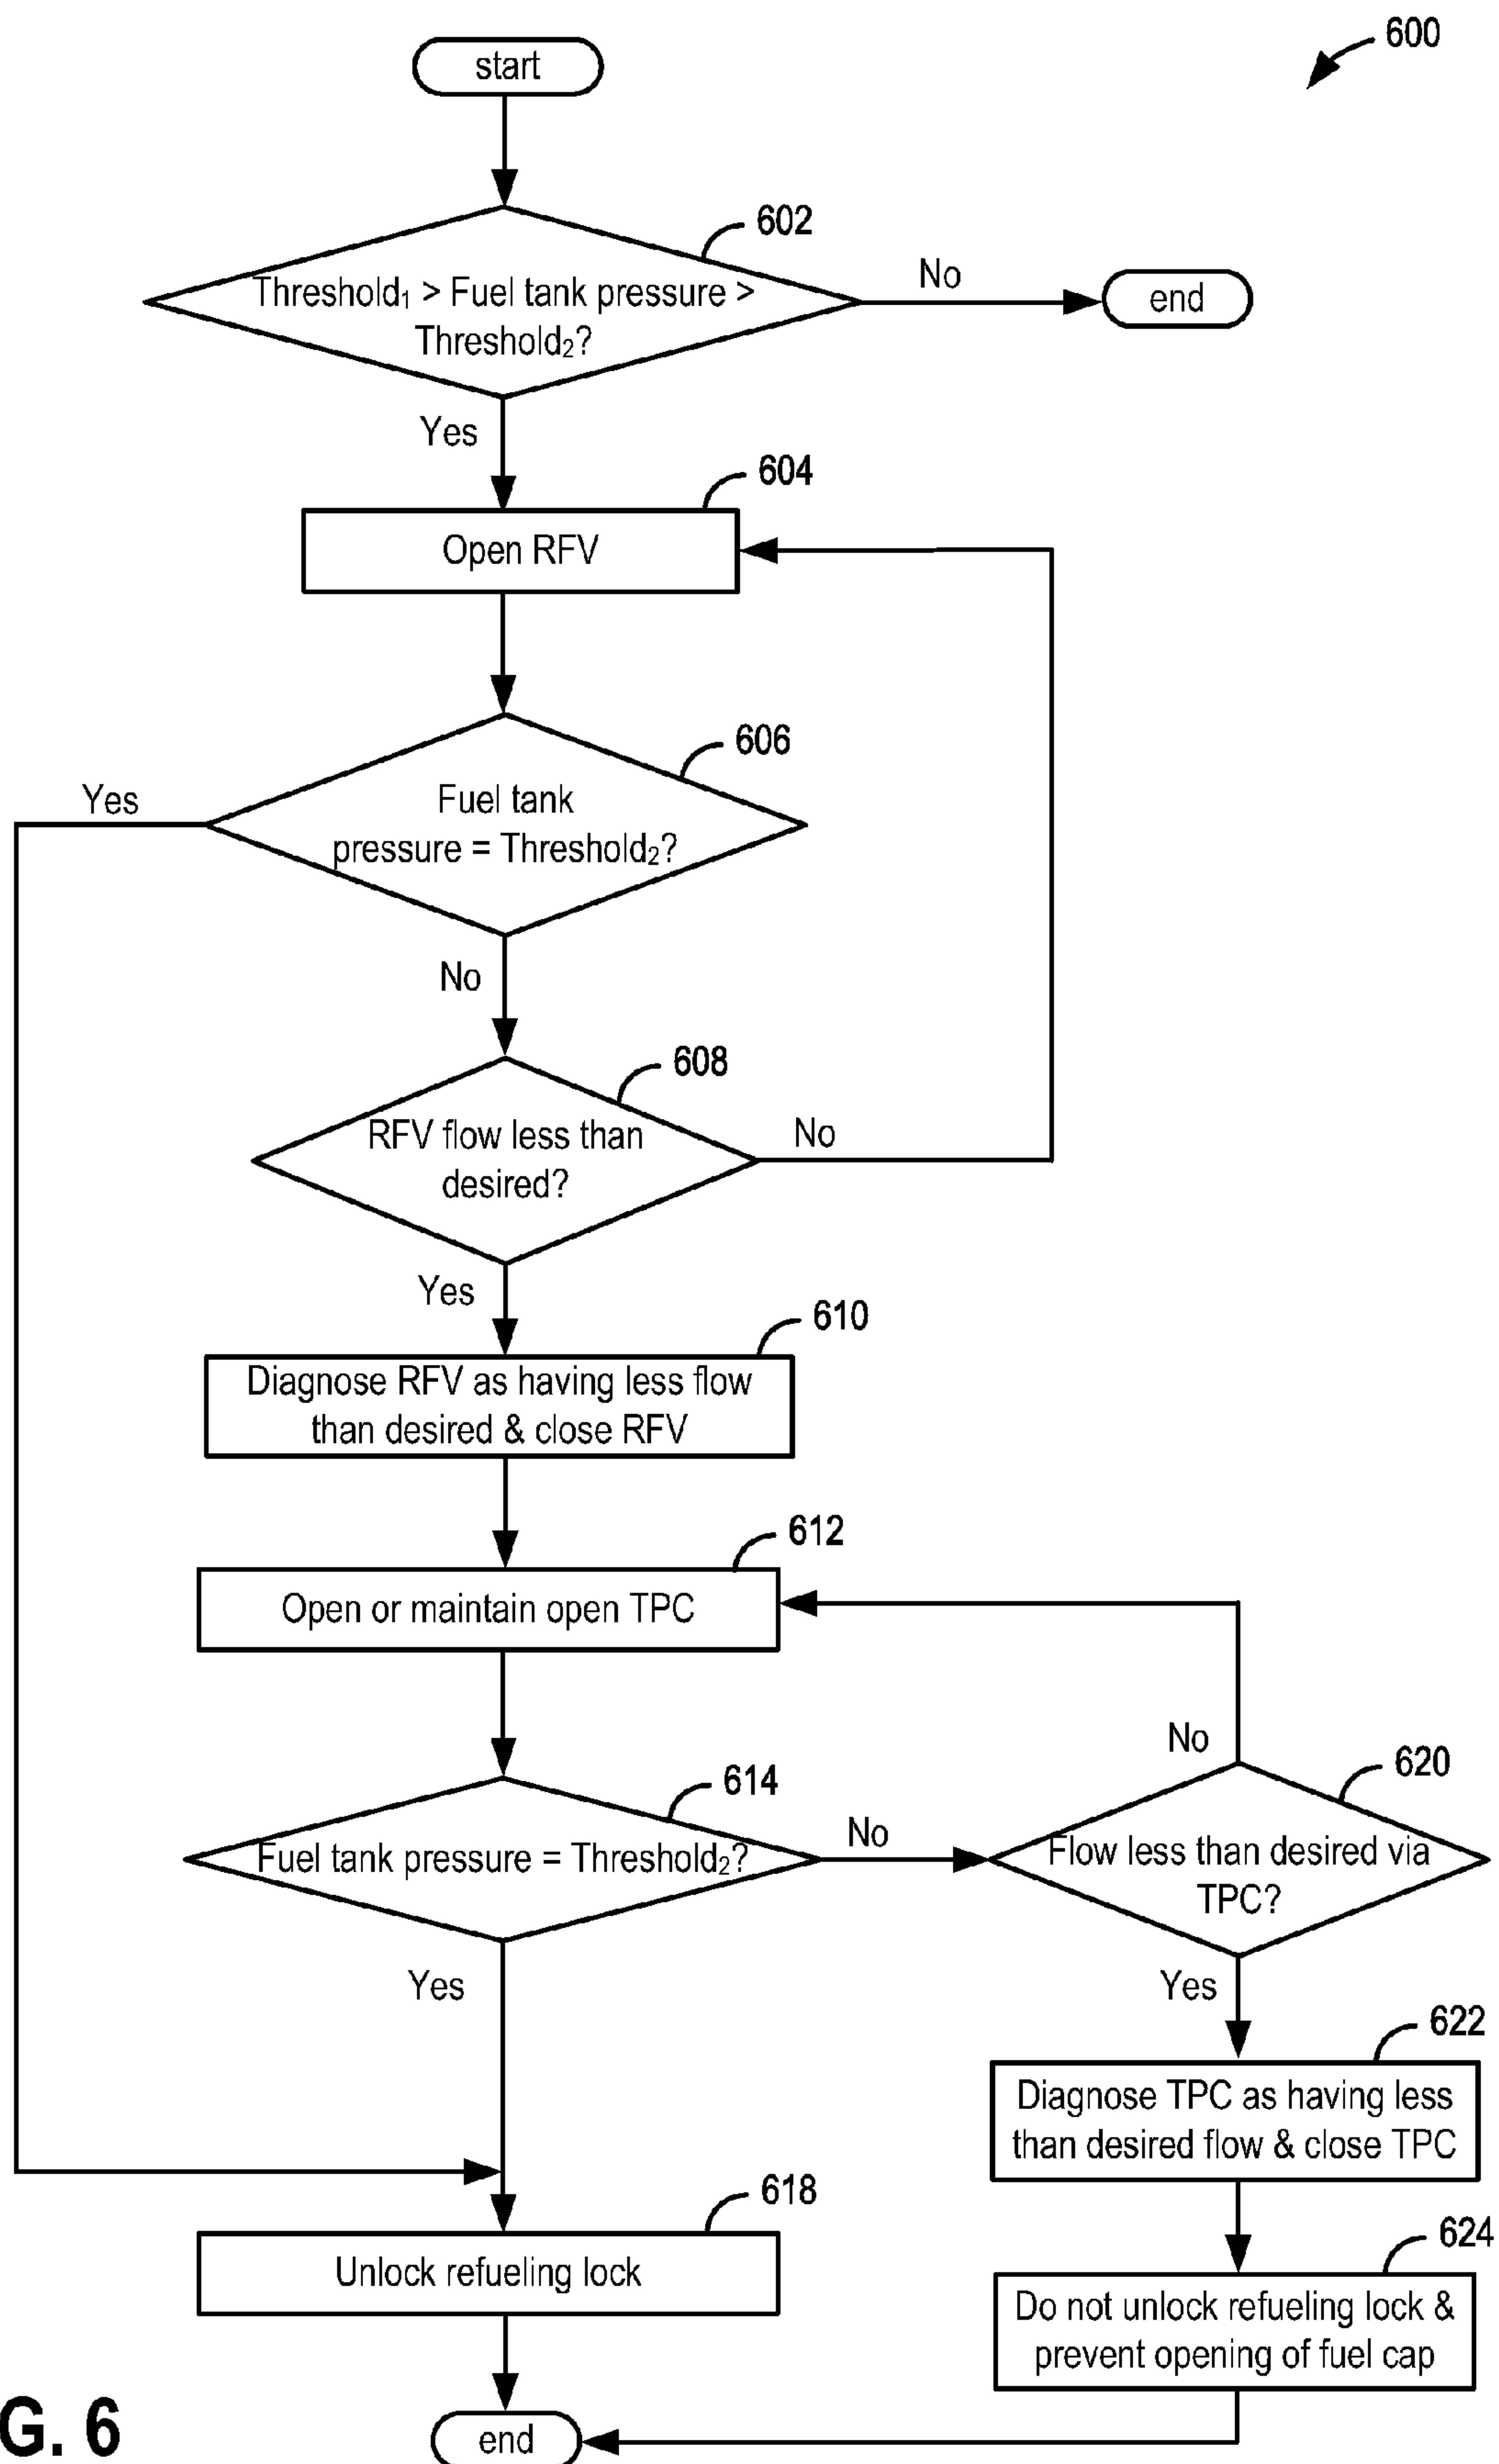 600
start
602
Threshold₁ > Fuel tank pressure >
Threshold₂?
No
end
Yes
604
Open RFV
606
Yes
Fuel tank
pressure = Threshold₂?
No
608
RFV flow less than
desired?
No
Yes
610
Diagnose RFV as having less flow
than desired & close RFV
612
Open or maintain open TPC
No
620
614
Fuel tank pressure = Threshold₂?
No
Flow less than desired via
TPC?
Yes
Yes
622
Diagnose TPC as having less
than desired flow & close TPC
618
Unlock refueling lock
624
Do not unlock refueling lock &
prevent opening of fuel cap
G. 6
end